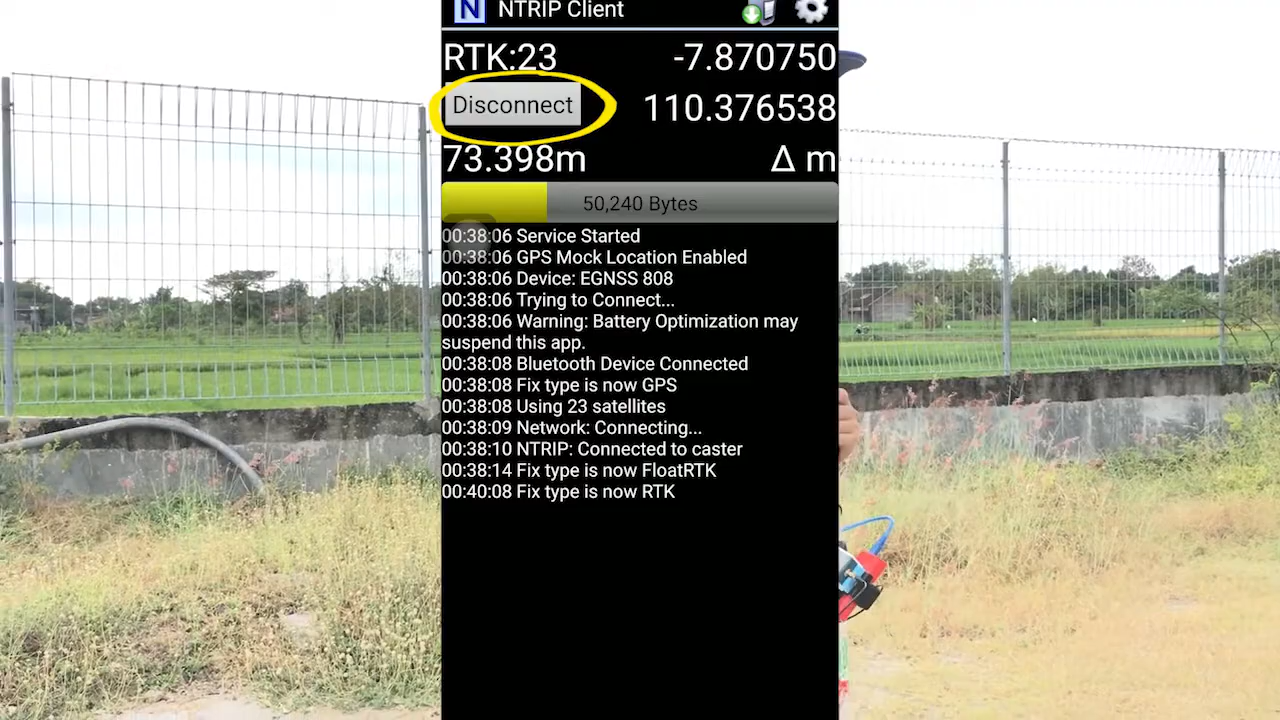 N NTRIP Client
RTK:23 -7.870750
Disconnect 110.376538
73.398m Δ m
50,240 Bytes
00:38:06 Service Started
00:38:06 GPS Mock Location Enabled
00:38:06 Device: EGNSS 808
00:38:06 Trying to Connect...
00:38:06 Warning: Battery Optimization may
suspend this app.
00:38:08 Bluetooth Device Connected
00:38:08 Fix type is now GPS
00:38:08 Using 23 satellites
00:38:09 Network: Connecting...
00:38:10 NTRIP: Connected to caster
00:38:14 Fix type is now FloatRTK
00:40:08 Fix type is now RTK